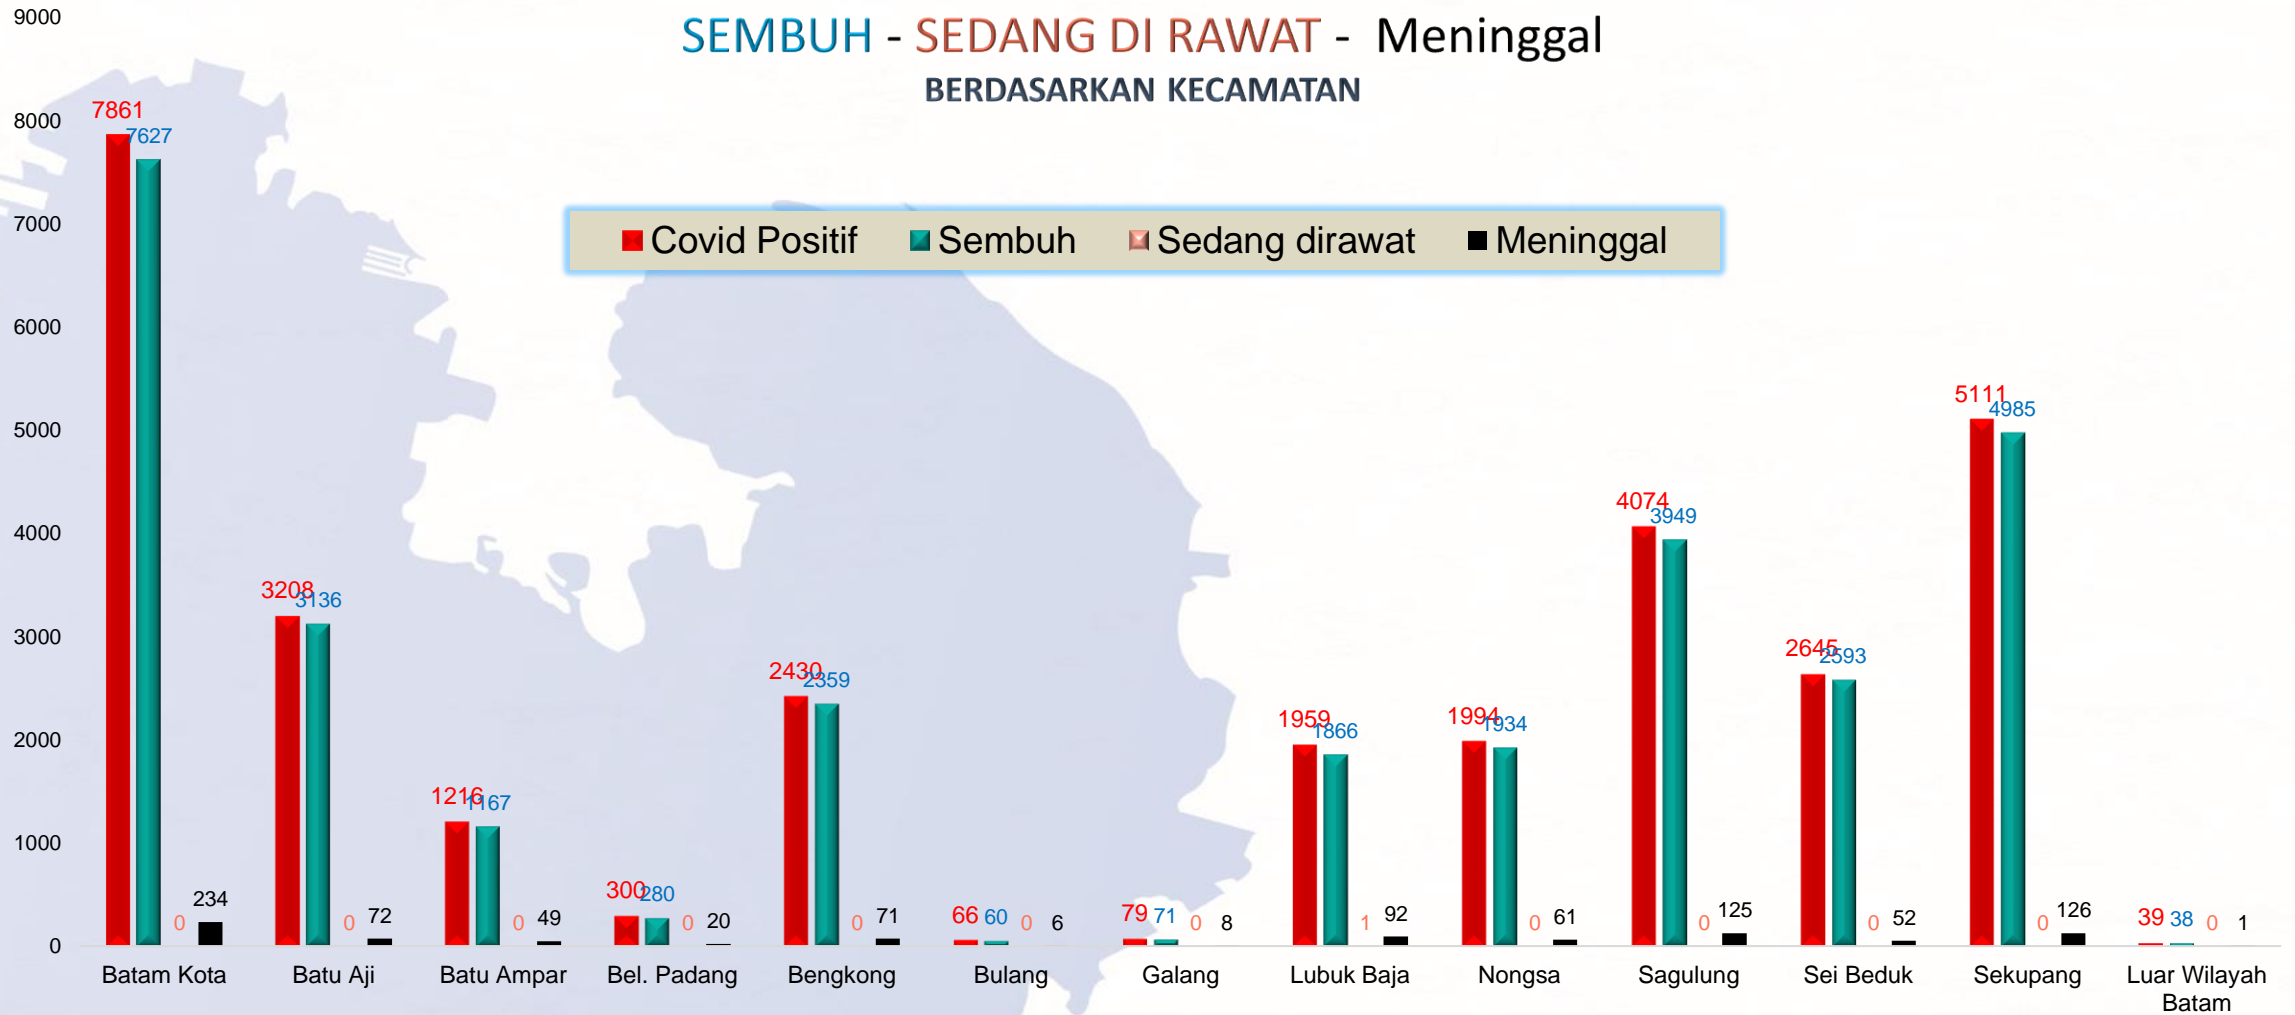 SEMBUH - SEDANG DI RAWAT - Meninggal
BERDASARKAN KECAMATAN
Covid Positif Sembuh Sedang dirawat Meninggal
9000
8000
7000
6000
5000
4000
3000
2000
1000
0
7861 7627 0 234
3208 3136 0 72
1216 1167 0 49
300 280 0 20
2430 2359 0 71
66 60 0 6
79 71 0 8
1959 1866 1 92
1994 1934 0 61
4074 3949 0 125
2645 2593 0 52
5111 4985 0 126
39 38 0 1
Batam Kota
Batu Aji
Batu Ampar
Bel. Padang
Bengkong
Bulang
Galang
Lubuk Baja
Nongsa
Sagulung
Sei Beduk
Sekupang
Luar Wilayah
Batam